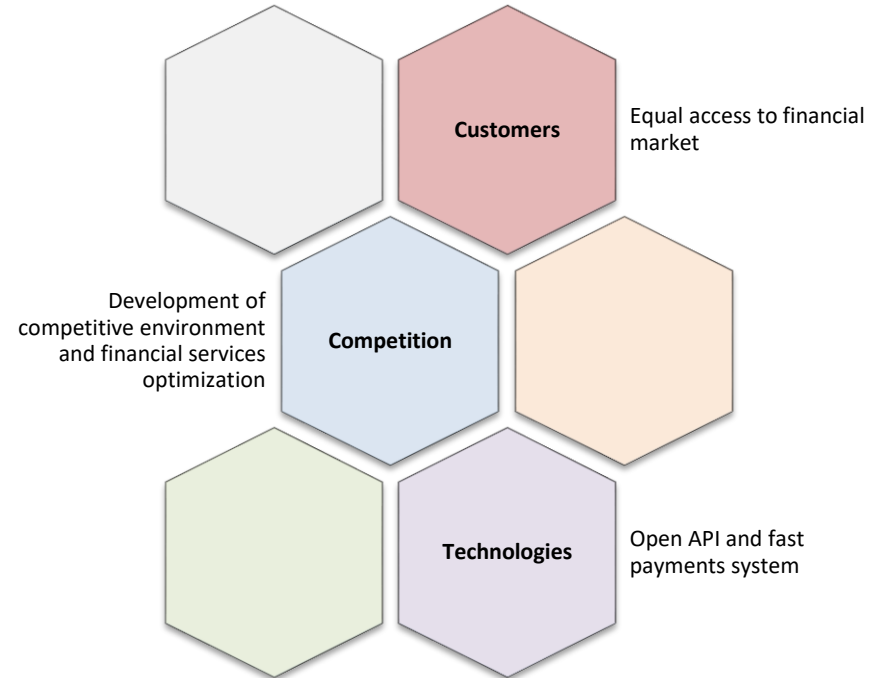 Customers
Equal access to financial
market
Development of
competitive environment
and financial services
optimization
Competition
Technologies
Open API and fast
payments system